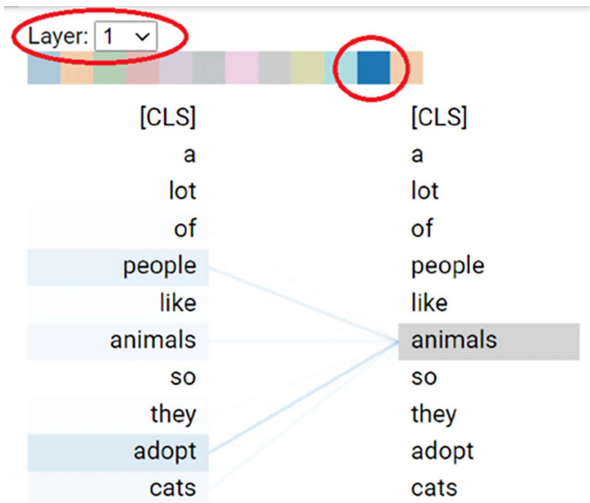 Layer: 1
[CLS] [CLS]
a a
lot lot
of of
people people
like like
animals animals
so so
they they
adopt adopt
cats cats